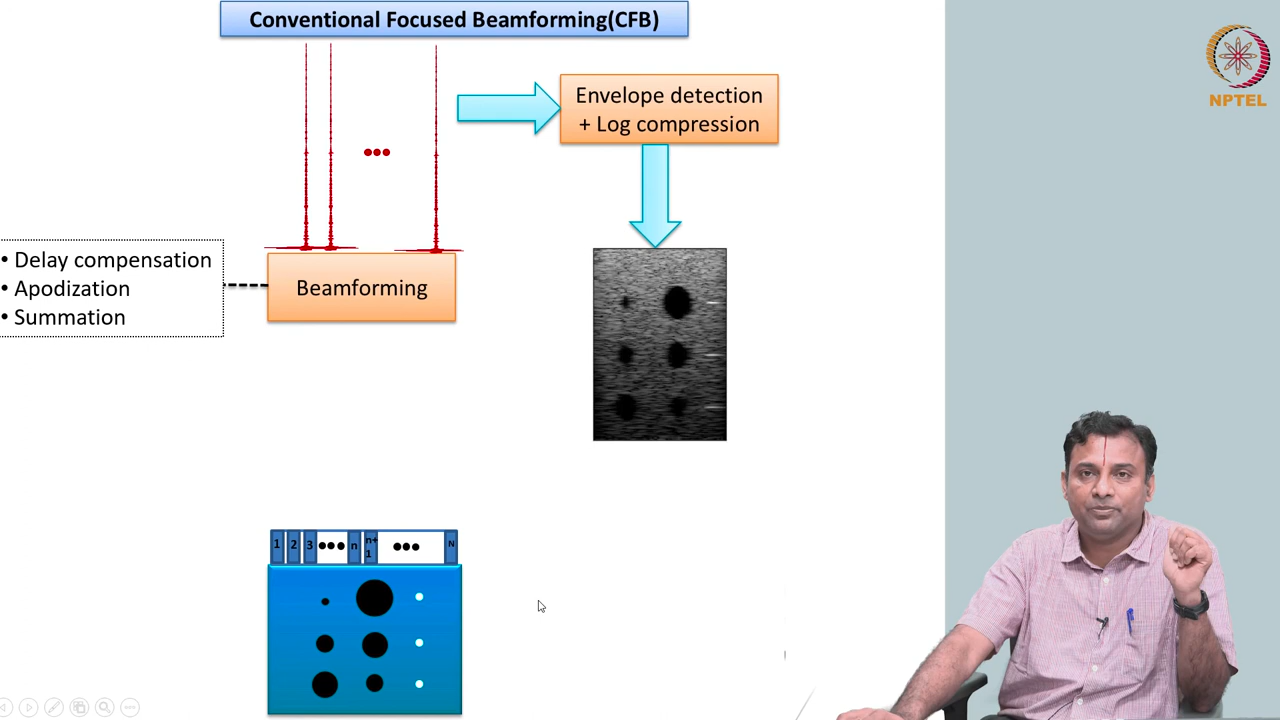 Conventional Focused Beamforming(CFB)
Envelope detection
+ Log compression
NPTEL
• Delay compensation
• Apodization
• Summation
Beamforming
1 2 3 ••• n n+1 ••• N